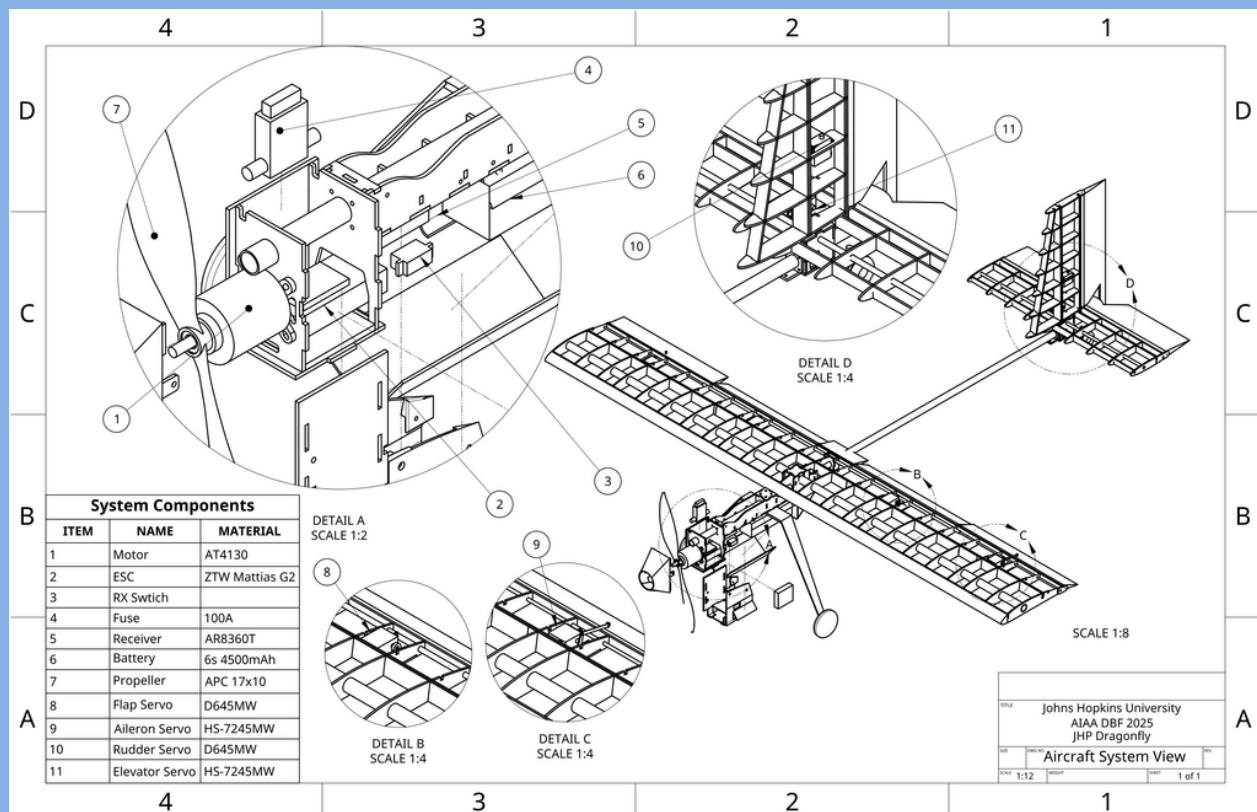 4 3 2 1
D D
C C
B B
A A
4 3 2 1
7
4
5
6
11
10
1
2
3
8
9
D
B
C
A
DETAIL D
SCALE 1:4
DETAIL A
SCALE 1:2
DETAIL B
SCALE 1:4
DETAIL C
SCALE 1:4
SCALE 1:8
System Components
ITEM NAME MATERIAL
1 Motor AT4130
2 ESC ZTW Mattias G2
3 RX Swtich
4 Fuse 100A
5 Receiver AR8360T
6 Battery 6s 4500mAh
7 Propeller APC 17x10
8 Flap Servo D645MW
9 Aileron Servo HS-7245MW
10 Rudder Servo D645MW
11 Elevator Servo HS-7245MW
TITLE
Johns Hopkins University
AIAA DBF 2025
JHP Dragonfly
SIZE DWG NO. REV.
Aircraft System View
SCALE 1:12 WEIGHT SHEET 1 of 1